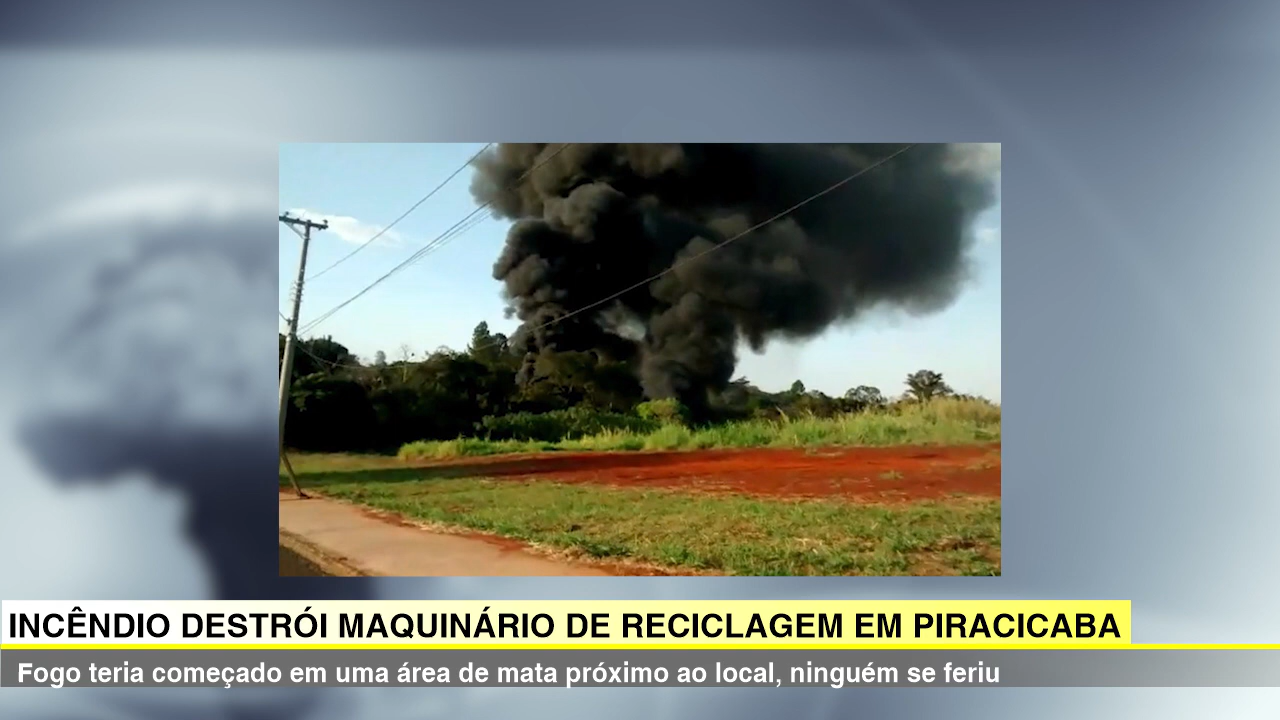 INCÊNDIO DESTRÓI MAQUINÁRIO DE RECICLAGEM EM PIRACICABA
Fogo teria começado em uma área de mata próximo ao local, ninguém se feriu